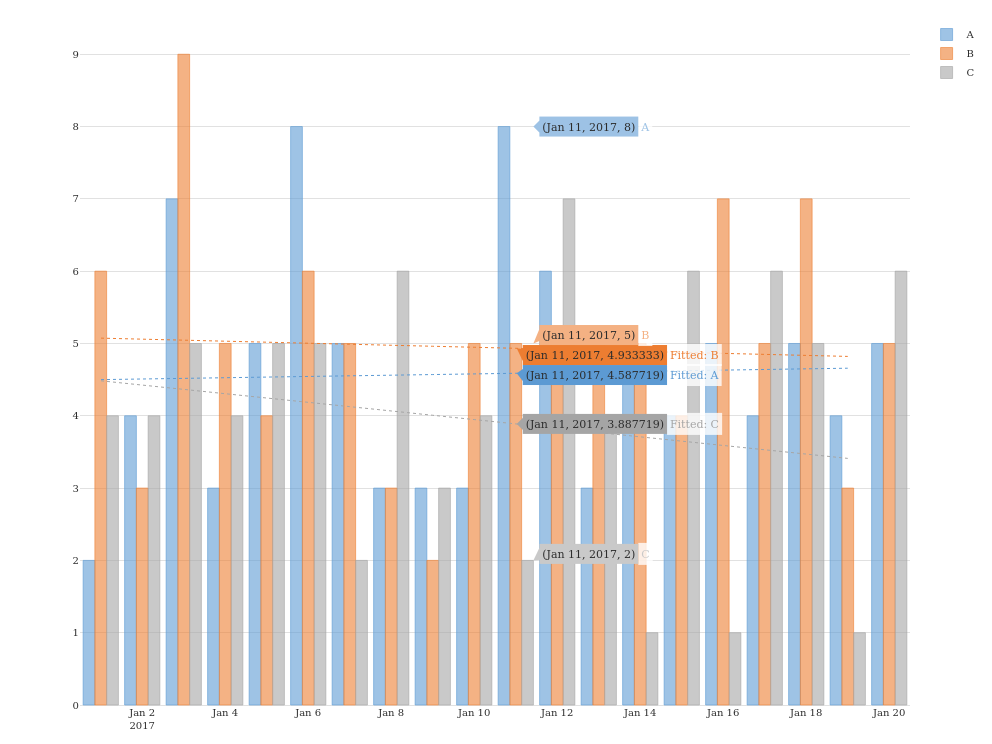 A
B
C
9
8
7
6
5
4
3
2
1
0
(Jan 11, 2017, 8) A
(Jan 11, 2017, 5) B
(Jan 11, 2017, 4.933333) Fitted: B
(Jan 11, 2017, 4.587719) Fitted: A
(Jan 11, 2017, 3.887719) Fitted: C
(Jan 11, 2017, 2) C
Jan 2 Jan 4 Jan 6 Jan 8 Jan 10 Jan 12 Jan 14 Jan 16 Jan 18 Jan 20
2017